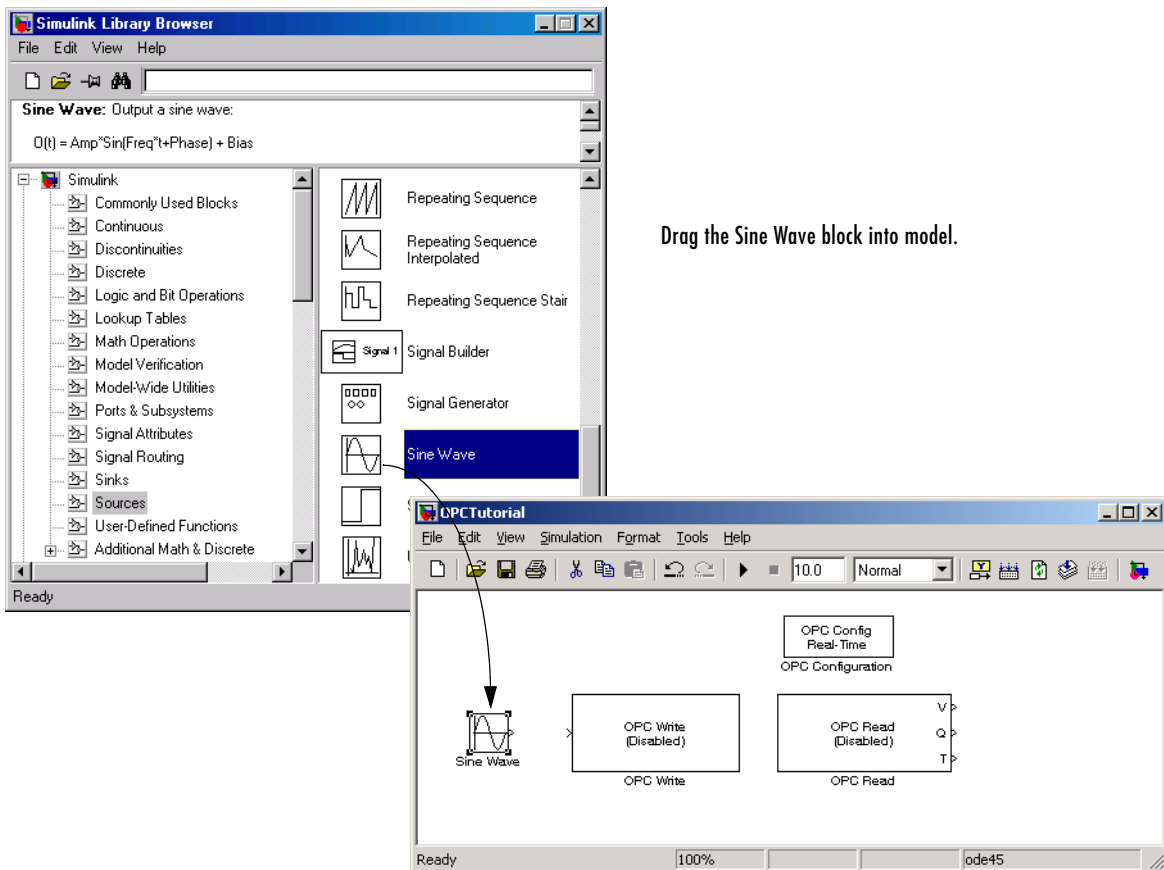 Simulink Library Browser
File Edit View Help
Sine Wave: Output a sine wave:
O(t) = Amp*Sin(Freq*t+Phase) + Bias
Simulink
Commonly Used Blocks
Continuous
Discontinuities
Discrete
Logic and Bit Operations
Lookup Tables
Math Operations
Model Verification
Model-Wide Utilities
Ports & Subsystems
Signal Attributes
Signal Routing
Sinks
Sources
User-Defined Functions
Additional Math & Discrete
Repeating Sequence
Repeating Sequence
Interpolated
Repeating Sequence Stair
Signal 1
Signal Builder
Signal Generator
Sine Wave
Ready
Drag the Sine Wave block into model.
OPCTutorial
File Edit View Simulation Format Tools Help
10.0 Normal
OPC Config
Real-Time
OPC Configuration
Sine Wave
OPC Write
(Disabled)
OPC Write
OPC Read
(Disabled)
V
Q
T
OPC Read
Ready 100% ode45